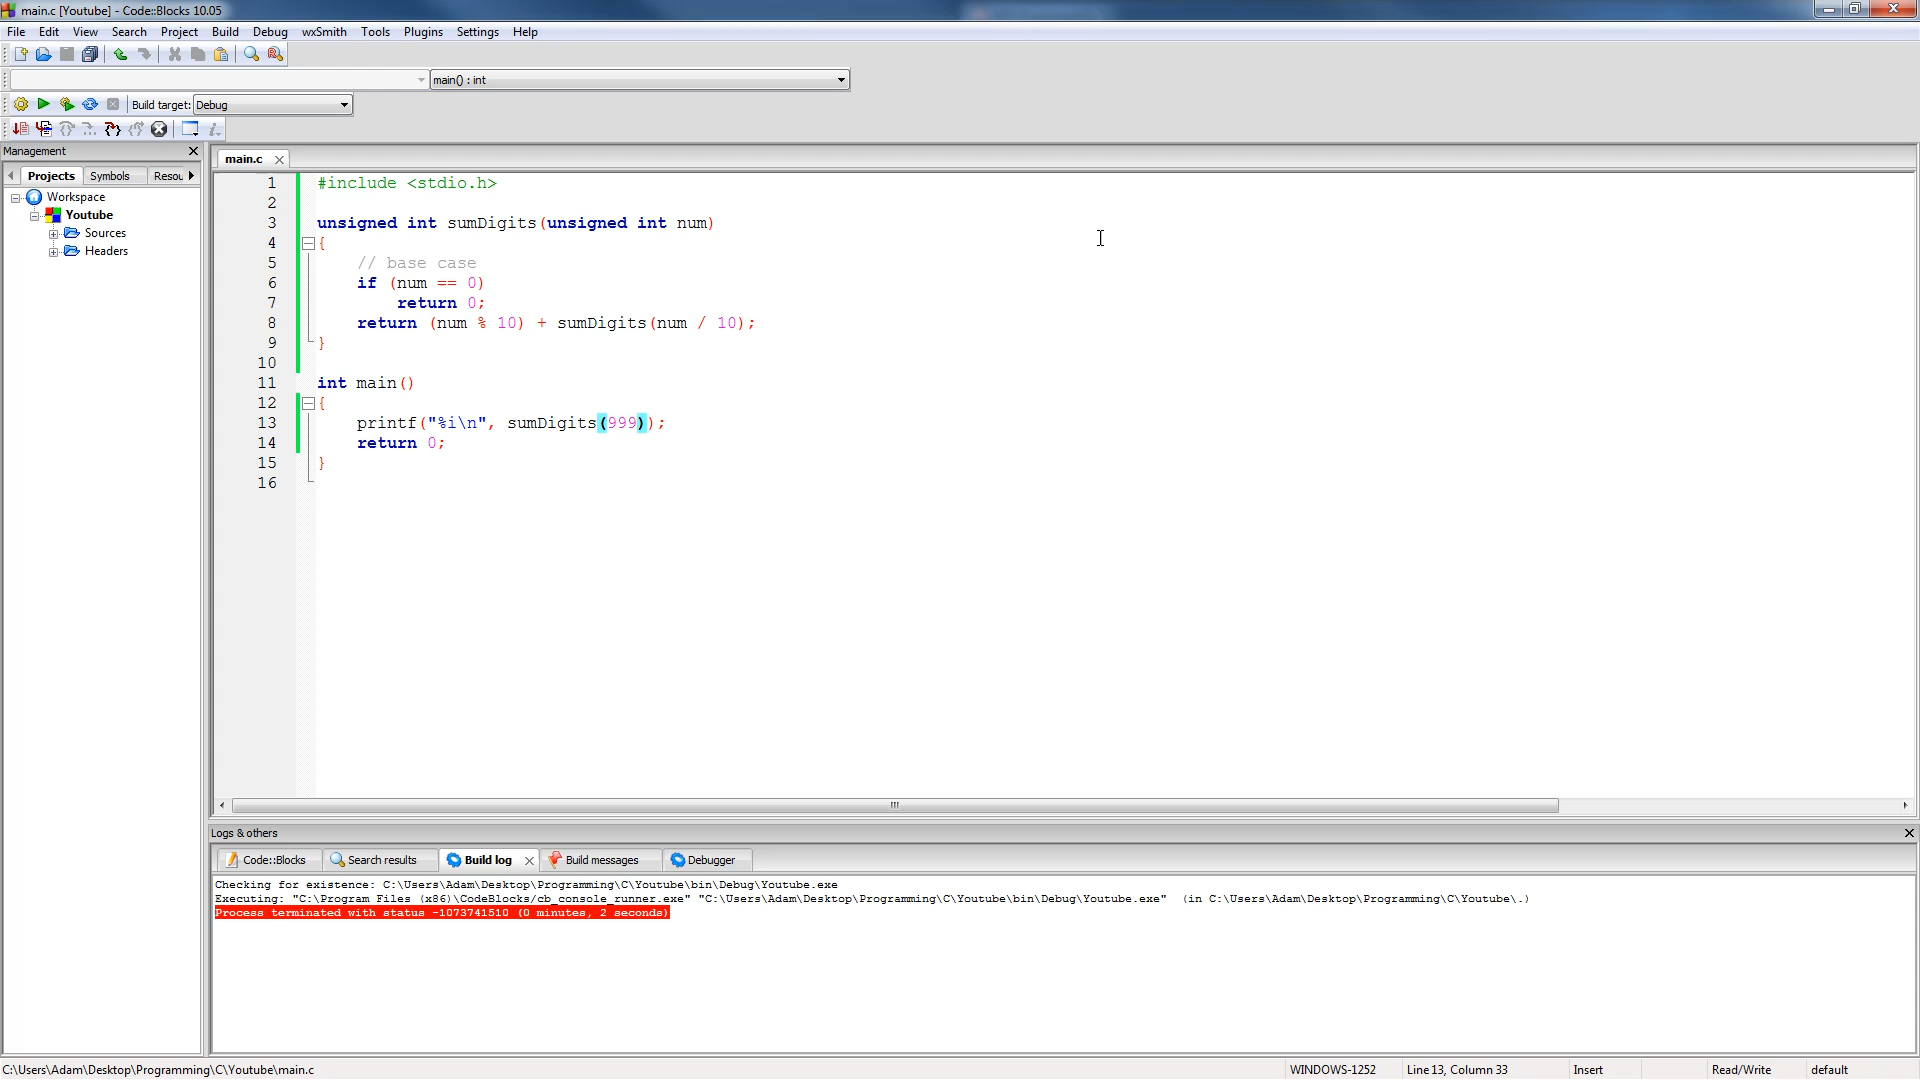 main.c [Youtube] - Code::Blocks 10.05
File Edit View Search Project Build Debug wxSmith Tools Plugins Settings Help
main() : int
Build target: Debug
Management
Projects Symbols Resou
Workspace
Youtube
Sources
Headers
main.c
1 #include <stdio.h>
2
3 unsigned int sumDigits(unsigned int num)
4 {
5 // base case
6 if (num == 0)
7 return 0;
8 return (num % 10) + sumDigits(num / 10);
9 }
10
11 int main()
12 {
13 printf("%i\n", sumDigits(999));
14 return 0;
15 }
16
Logs & others
Code::Blocks Search results Build log Build messages Debugger
Checking for existence: C:\Users\Adam\Desktop\Programming\C\Youtube\bin\Debug\Youtube.exe
Executing: "C:\Program Files (x86)\CodeBlocks/cb_console_runner.exe" "C:\Users\Adam\Desktop\Programming\C\Youtube\bin\Debug\Youtube.exe" (in C:\Users\Adam\Desktop\Programming\C\Youtube\.)
Process terminated with status -1073741510 (0 minutes, 2 seconds)
C:\Users\Adam\Desktop\Programming\C\Youtube\main.c WINDOWS-1252 Line 13, Column 33 Insert Read/Write default